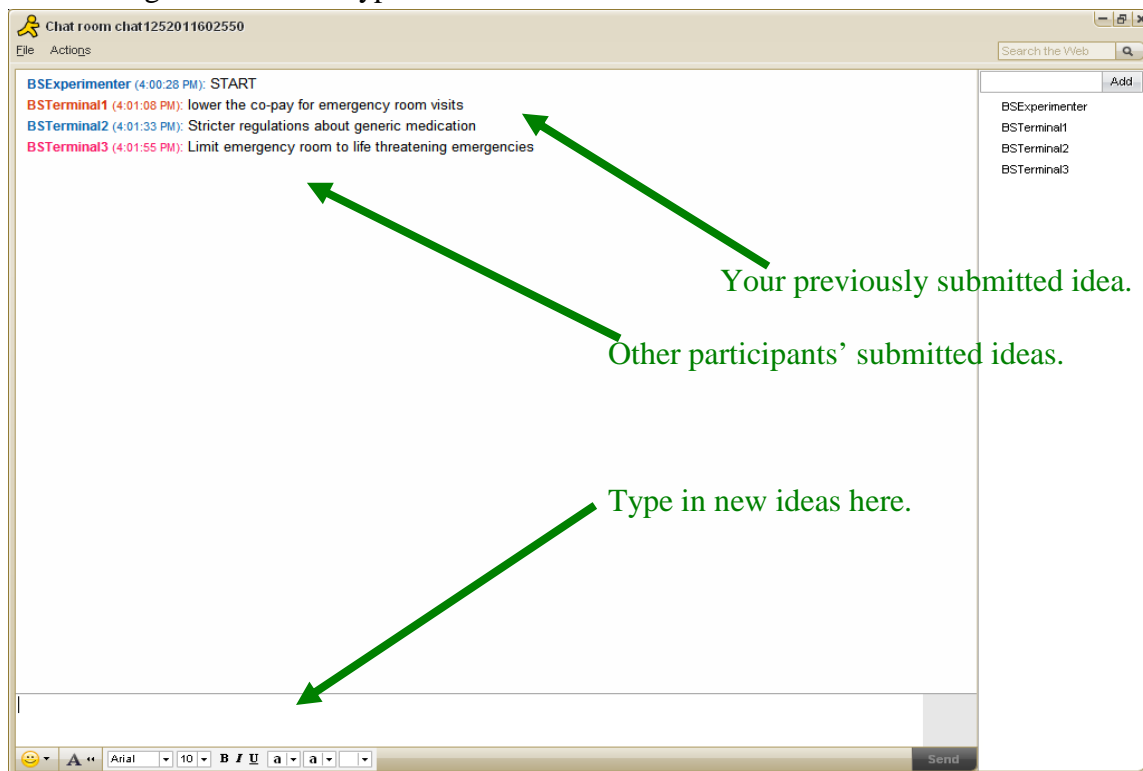 Chat room chat1252011602550
File Actions
Search the Web
BSExperimenter (4:00:28 PM): START
BSTerminal1 (4:01:08 PM): lower the co-pay for emergency room visits
BSTerminal2 (4:01:33 PM): Stricter regulations about generic medication
BSTerminal3 (4:01:55 PM): Limit emergency room to life threatening emergencies
Add
BSExperimenter
BSTerminal1
BSTerminal2
BSTerminal3
Your previously submitted idea.
Other participants’ submitted ideas.
Type in new ideas here.
A “ Arial 10 B I U a a
Send